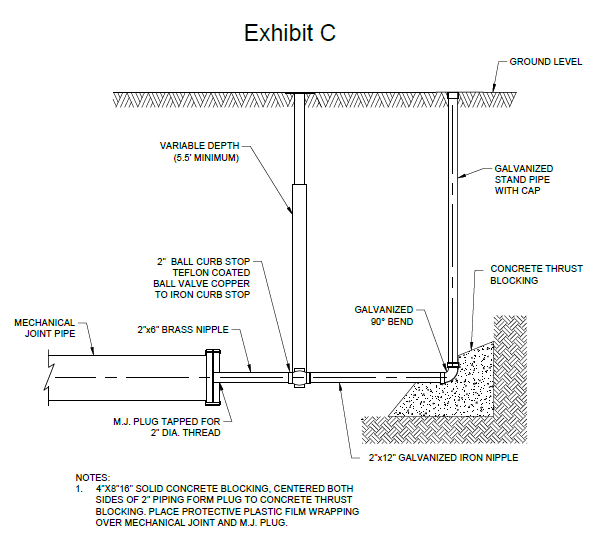 Exhibit C
GROUND LEVEL
VARIABLE DEPTH
(5.5' MINIMUM)
GALVANIZED
STAND PIPE
WITH CAP
2" BALL CURB STOP
TEFLON COATED
BALL VALVE COPPER
TO IRON CURB STOP
CONCRETE THRUST
BLOCKING
GALVANIZED
90° BEND
MECHANICAL
JOINT PIPE
2"x6" BRASS NIPPLE
M.J. PLUG TAPPED FOR
2" DIA. THREAD
2"x12" GALVANIZED IRON NIPPLE
NOTES:
1. 4"X8"16" SOLID CONCRETE BLOCKING, CENTERED BOTH
SIDES OF 2" PIPING FORM PLUG TO CONCRETE THRUST
BLOCKING. PLACE PROTECTIVE PLASTIC FILM WRAPPING
OVER MECHANICAL JOINT AND M.J. PLUG.